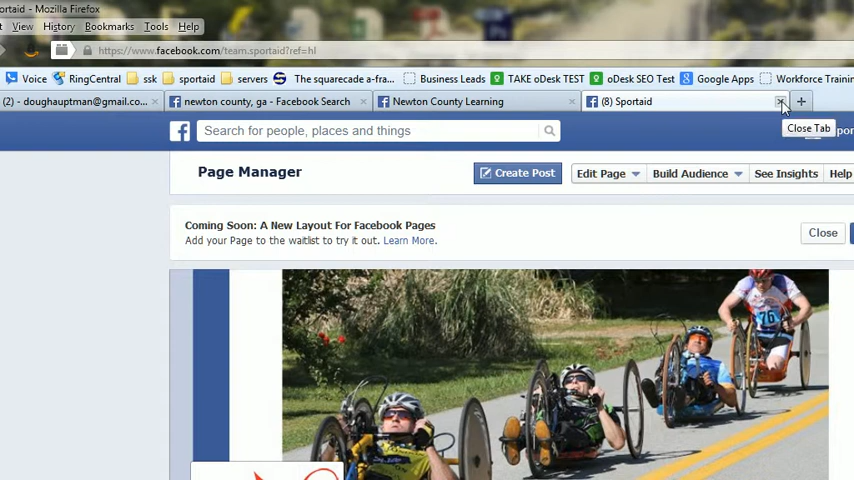 ortaid - Mozilla Firefox
t View History Bookmarks Tools Help
https://www.facebook.com/team.sportaid?ref=hl
Voice RingCentral ssk sportaid servers The squarecade a-fra... Business Leads TAKE oDesk TEST oDesk SEO Test Google Apps Workforce Trainin
(2) - doughauptman@gmail.co... newton county, ga - Facebook Search Newton County Learning (8) Sportaid
Close Tab
Search for people, places and things
Page Manager Create Post Edit Page Build Audience See Insights Help
Coming Soon: A New Layout For Facebook Pages
Add your Page to the waitlist to try it out. Learn More.
Close
76